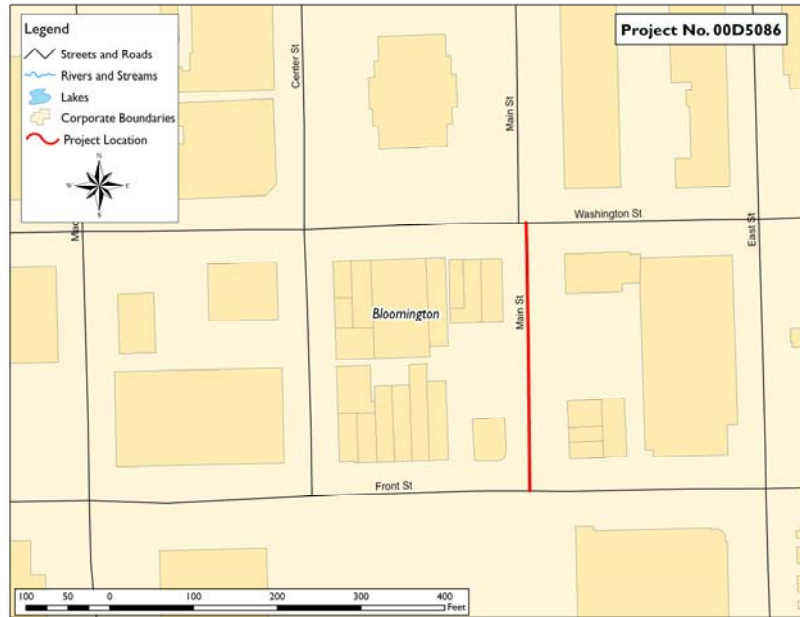 Legend
Streets and Roads
Rivers and Streams
Lakes
Corporate Boundaries
Project Location
N
W E
S
Project No. 00D5086
Center St
Main St
Washington St
East St
Bloomington
Main St
Front St
100 50 0 100 200 300 400
Feet